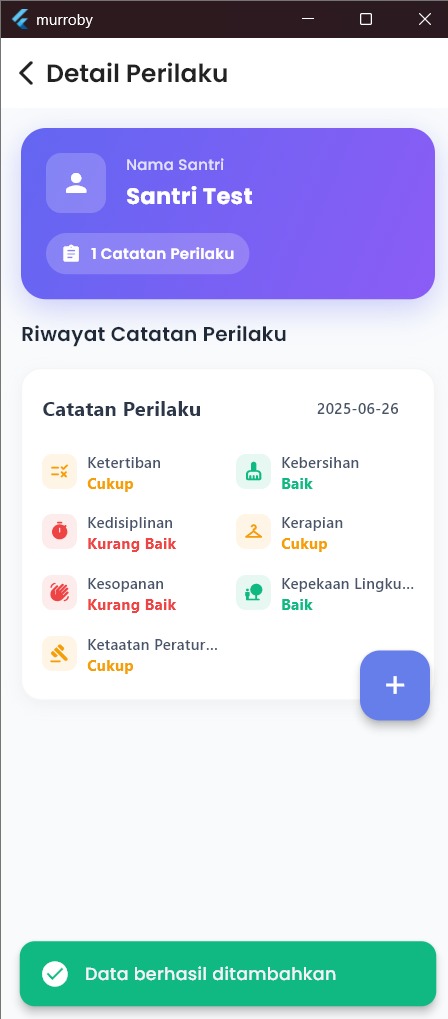 murroby
Detail Perilaku
Nama Santri
Santri Test
1 Catatan Perilaku
Riwayat Catatan Perilaku
Catatan Perilaku 2025-06-26
Ketertiban
Cukup
Kebersihan
Baik
Kedisiplinan
Kurang Baik
Kerapian
Cukup
Kesopanan
Kurang Baik
Kepekaan Lingku...
Baik
Ketaatan Peratur...
Cukup
Data berhasil ditambahkan